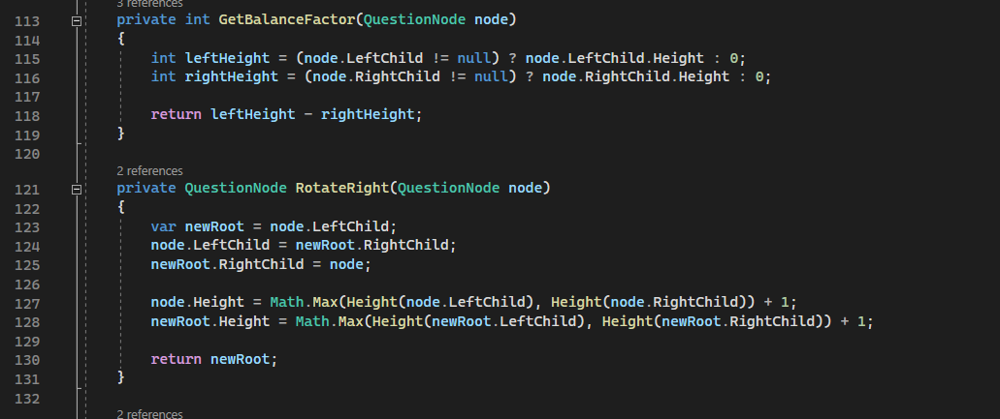 3 references
113 private int GetBalanceFactor(QuestionNode node)
114 {
115 int leftHeight = (node.LeftChild != null) ? node.LeftChild.Height : 0;
116 int rightHeight = (node.RightChild != null) ? node.RightChild.Height : 0;
117
118 return leftHeight - rightHeight;
119 }
120
2 references
121 private QuestionNode RotateRight(QuestionNode node)
122 {
123 var newRoot = node.LeftChild;
124 node.LeftChild = newRoot.RightChild;
125 newRoot.RightChild = node;
126
127 node.Height = Math.Max(Height(node.LeftChild), Height(node.RightChild)) + 1;
128 newRoot.Height = Math.Max(Height(newRoot.LeftChild), Height(newRoot.RightChild)) + 1;
129
130 return newRoot;
131 }
132
2 references